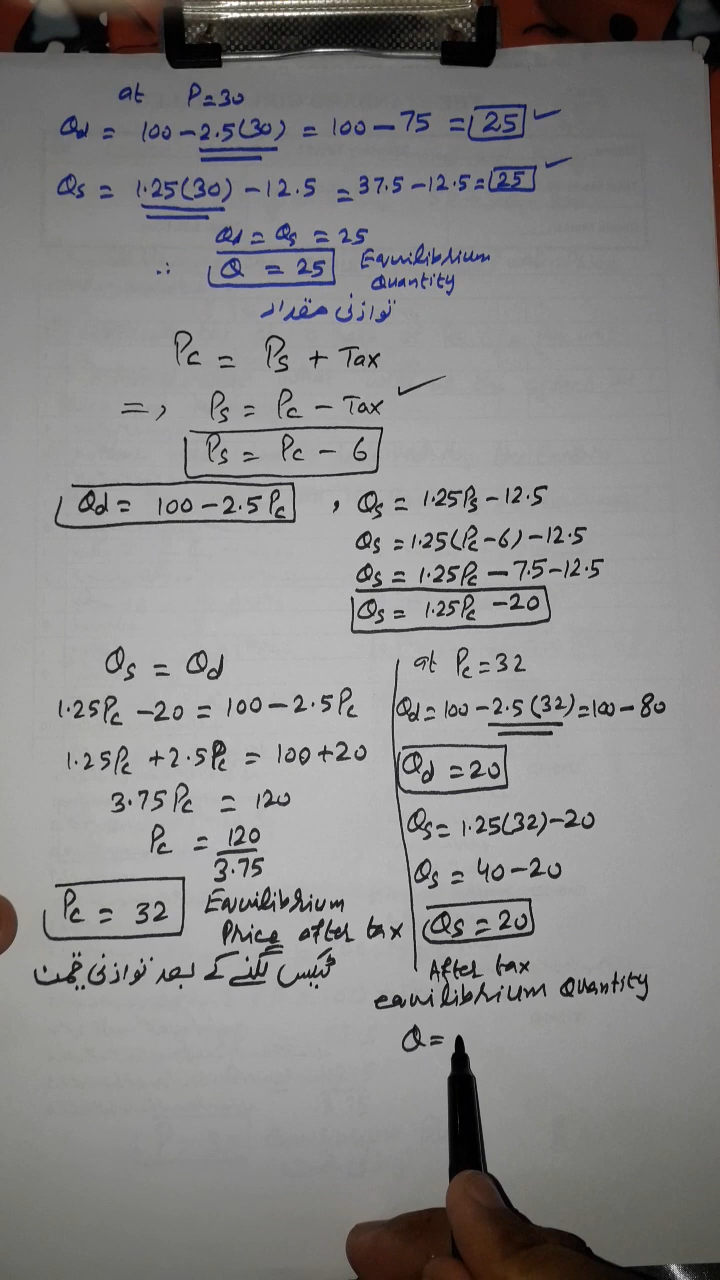 at P=30
Qd = 100-2.5(30) = 100-75 = 25 ✓
Qs = 1.25(30) -12.5 = 37.5-12.5=25 ✓
Qd = Qs = 25
∴ Q = 25 Equilibrium
Quantity
توازنی مقدار
Pc = Ps + Tax
=> Ps = Pc - Tax ✓
Ps = Pc - 6
Qd = 100-2.5Pc , Qs = 1.25Ps-12.5
Qs = 1.25(Pc-6)-12.5
Qs = 1.25Pc-7.5-12.5
Qs = 1.25Pc-20
Qs = Qd
1.25Pc -20 = 100-2.5Pc
1.25Pc +2.5Pc = 100+20
3.75Pc = 120
Pc = 120
3.75
Pc = 32 Equilibrium
Price after tax
ٹیکس لگنے کے بعد توازنی قیمت
at Pc=32
Qd=100-2.5(32)=100-80
Qd =20
Qs=1.25(32)-20
Qs = 40-20
Qs =20
After tax
equilibrium Quantity
Q=